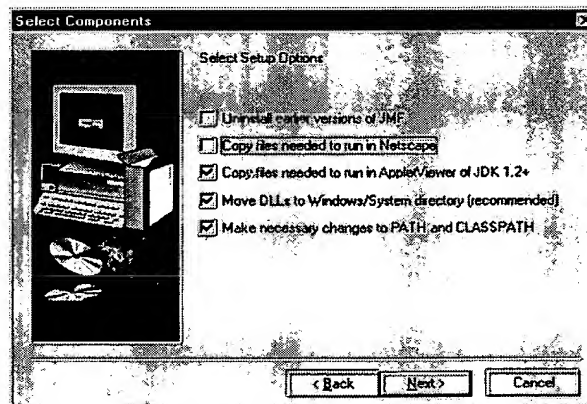 Select Components
Select Setup Options
Uninstall earlier versions of JMF
Copy files needed to run in Netscape
Copy files needed to run in AppletViewer of JDK 1.2+
Move DLLs to Windows/System directory (recommended)
Make necessary changes to PATH and CLASSPATH
< Back
Next >
Cancel